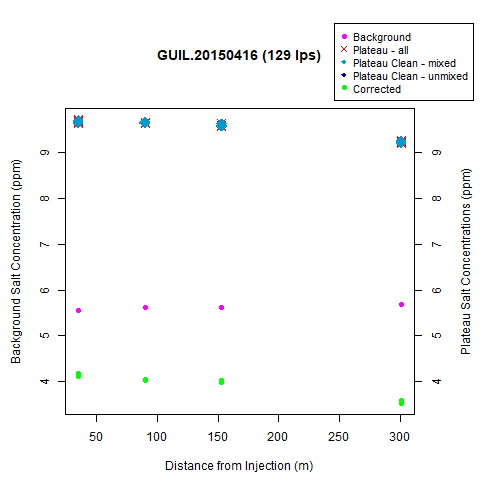 GUIL.20150416 (129 lps)
Background
Plateau - all
Plateau Clean - mixed
Plateau Clean - unmixed
Corrected
Background Salt Concentration (ppm)
9
8
7
6
5
4
9
8
7
6
5
4
Plateau Salt Concentrations (ppm)
50
100
150
200
250
300
Distance from Injection (m)